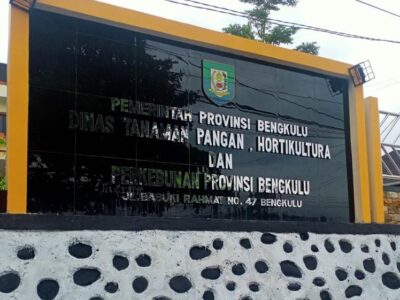 PEMERINTAH PROVINSI BENGKULU
DINAS TANAMAN PANGAN , HORTIKULTURA
DAN
PERKEBUNAN PROVINSI BENGKULU
JL. BASUKI RAHMAT NO. 47 BENGKULU